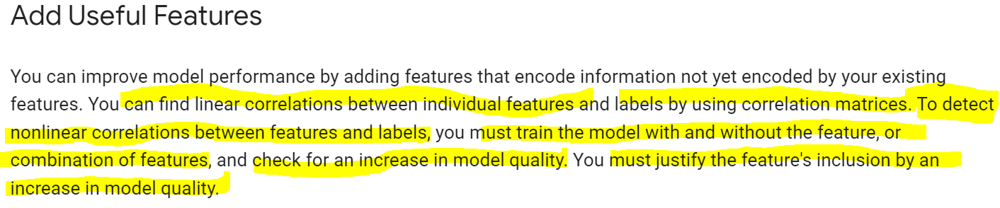 Add Useful Features
You can improve model performance by adding features that encode information not yet encoded by your existing
features. You can find linear correlations between individual features and labels by using correlation matrices. To detect
nonlinear correlations between features and labels, you must train the model with and without the feature, or
combination of features, and check for an increase in model quality. You must justify the feature's inclusion by an
increase in model quality.